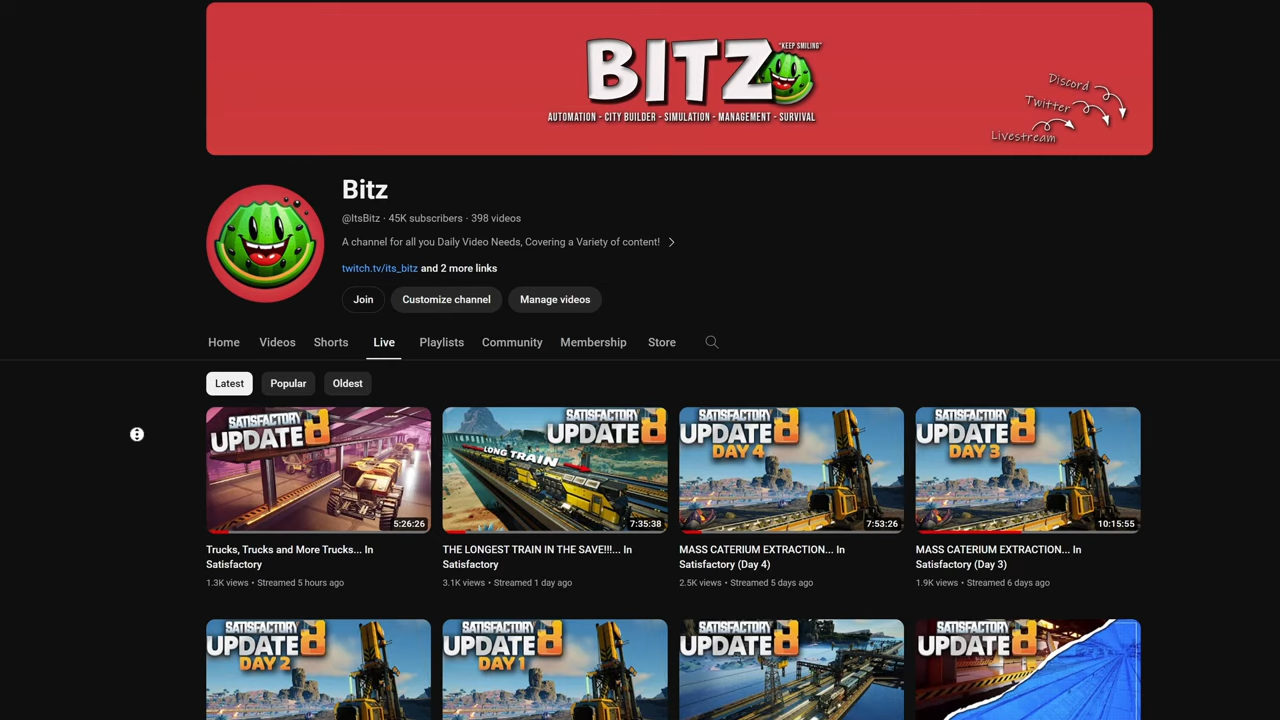 BITZ
"KEEP SMILING"
AUTOMATION - CITY BUILDER - SIMULATION - MANAGEMENT - SURVIVAL
Discord
Twitter
Livestream
Bitz
@ItsBitz · 45K subscribers · 398 videos
A channel for all you Daily Video Needs, Covering a Variety of content!
twitch.tv/its_bitz and 2 more links
Join Customize channel Manage videos
Home Videos Shorts Live Playlists Community Membership Store
Latest Popular Oldest
SATISFACTORY
UPDATE 8
5:26:26
Trucks, Trucks and More Trucks... In
Satisfactory
1.3K views • Streamed 5 hours ago
SATISFACTORY
UPDATE 8
LONG TRAIN
7:35:38
THE LONGEST TRAIN IN THE SAVE!!!... In
Satisfactory
3.1K views • Streamed 1 day ago
SATISFACTORY
UPDATE 8
DAY 4
7:53:26
MASS CATERIUM EXTRACTION... In
Satisfactory (Day 4)
2.5K views • Streamed 5 days ago
SATISFACTORY
UPDATE 8
DAY 3
10:15:55
MASS CATERIUM EXTRACTION... In
Satisfactory (Day 3)
1.9K views • Streamed 6 days ago
SATISFACTORY
UPDATE 8
DAY 2
SATISFACTORY
UPDATE 8
DAY 1
SATISFACTORY
UPDATE 8
SATISFACTORY
UPDATE 8